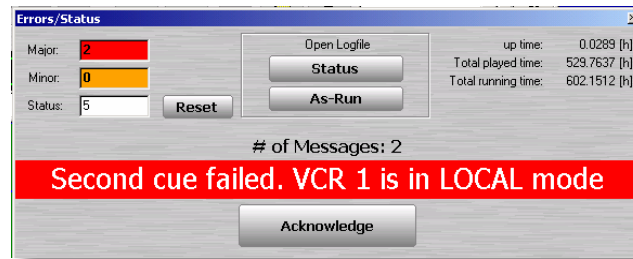 Errors/Status
Major: 2
Minor: 0
Status: 5
Reset
Open Logfile
Status
As-Run
up time: 0.0289 [h]
Total played time: 529.7637 [h]
Total running time: 602.1512 [h]
# of Messages: 2
Second cue failed. VCR 1 is in LOCAL mode
Acknowledge